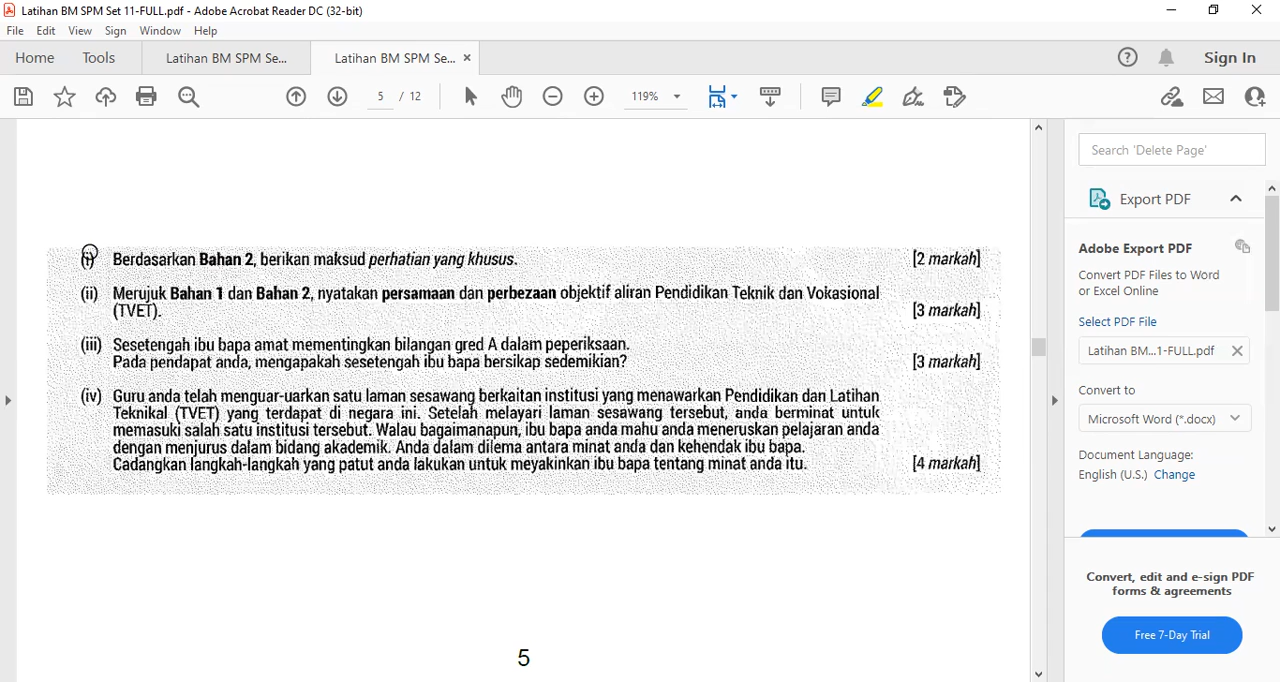 Latihan BM SPM Set 11-FULL.pdf - Adobe Acrobat Reader DC (32-bit)
File Edit View Sign Window Help
Home Tools Latihan BM SPM Se... Latihan BM SPM Se... × Sign In
5 / 12 119%
Search 'Delete Page'
Export PDF
Adobe Export PDF
Convert PDF Files to Word
or Excel Online
Select PDF File
Latihan BM...1-FULL.pdf
Convert to
Microsoft Word (*.docx)
Document Language:
English (U.S.) Change
Convert, edit and e-sign PDF
forms & agreements
Free 7-Day Trial
(i) Berdasarkan Bahan 2, berikan maksud perhatian yang khusus. [2 markah]
(ii) Merujuk Bahan 1 dan Bahan 2, nyatakan persamaan dan perbezaan objektif aliran Pendidikan Teknik dan Vokasional
(TVET). [3 markah]
(iii) Sesetengah ibu bapa amat mementingkan bilangan gred A dalam peperiksaan.
Pada pendapat anda, mengapakah sesetengah ibu bapa bersikap sedemikian? [3 markah]
(iv) Guru anda telah menguar-uarkan satu laman sesawang berkaitan institusi yang menawarkan Pendidikan dan Latihan
Teknikal (TVET) yang terdapat di negara ini. Setelah melayari laman sesawang tersebut, anda berminat untuk
memasuki salah satu institusi tersebut. Walau bagaimanapun, ibu bapa anda mahu anda meneruskan pelajaran anda
dengan menjurus dalam bidang akademik. Anda dalam dilema antara minat anda dan kehendak ibu bapa.
Cadangkan langkah-langkah yang patut anda lakukan untuk meyakinkan ibu bapa tentang minat anda itu. [4 markah]
5